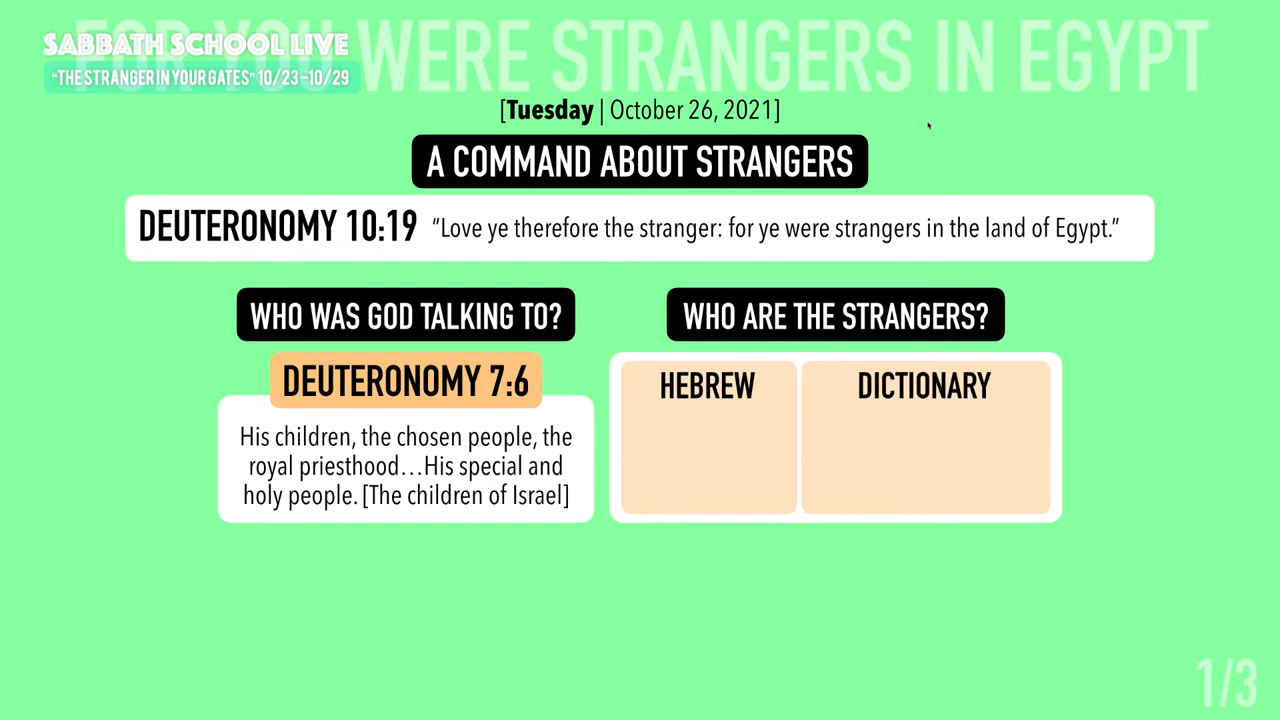 FOR YOU WERE STRANGERS IN EGYPT
SABBATH SCHOOL LIVE
"THE STRANGER IN YOUR GATES" 10/23-10/29
[Tuesday | October 26, 2021]
A COMMAND ABOUT STRANGERS
DEUTERONOMY 10:19 "Love ye therefore the stranger: for ye were strangers in the land of Egypt."
WHO WAS GOD TALKING TO?
DEUTERONOMY 7:6
His children, the chosen people, the
royal priesthood...His special and
holy people. [The children of Israel]
WHO ARE THE STRANGERS?
HEBREW
DICTIONARY
1/3